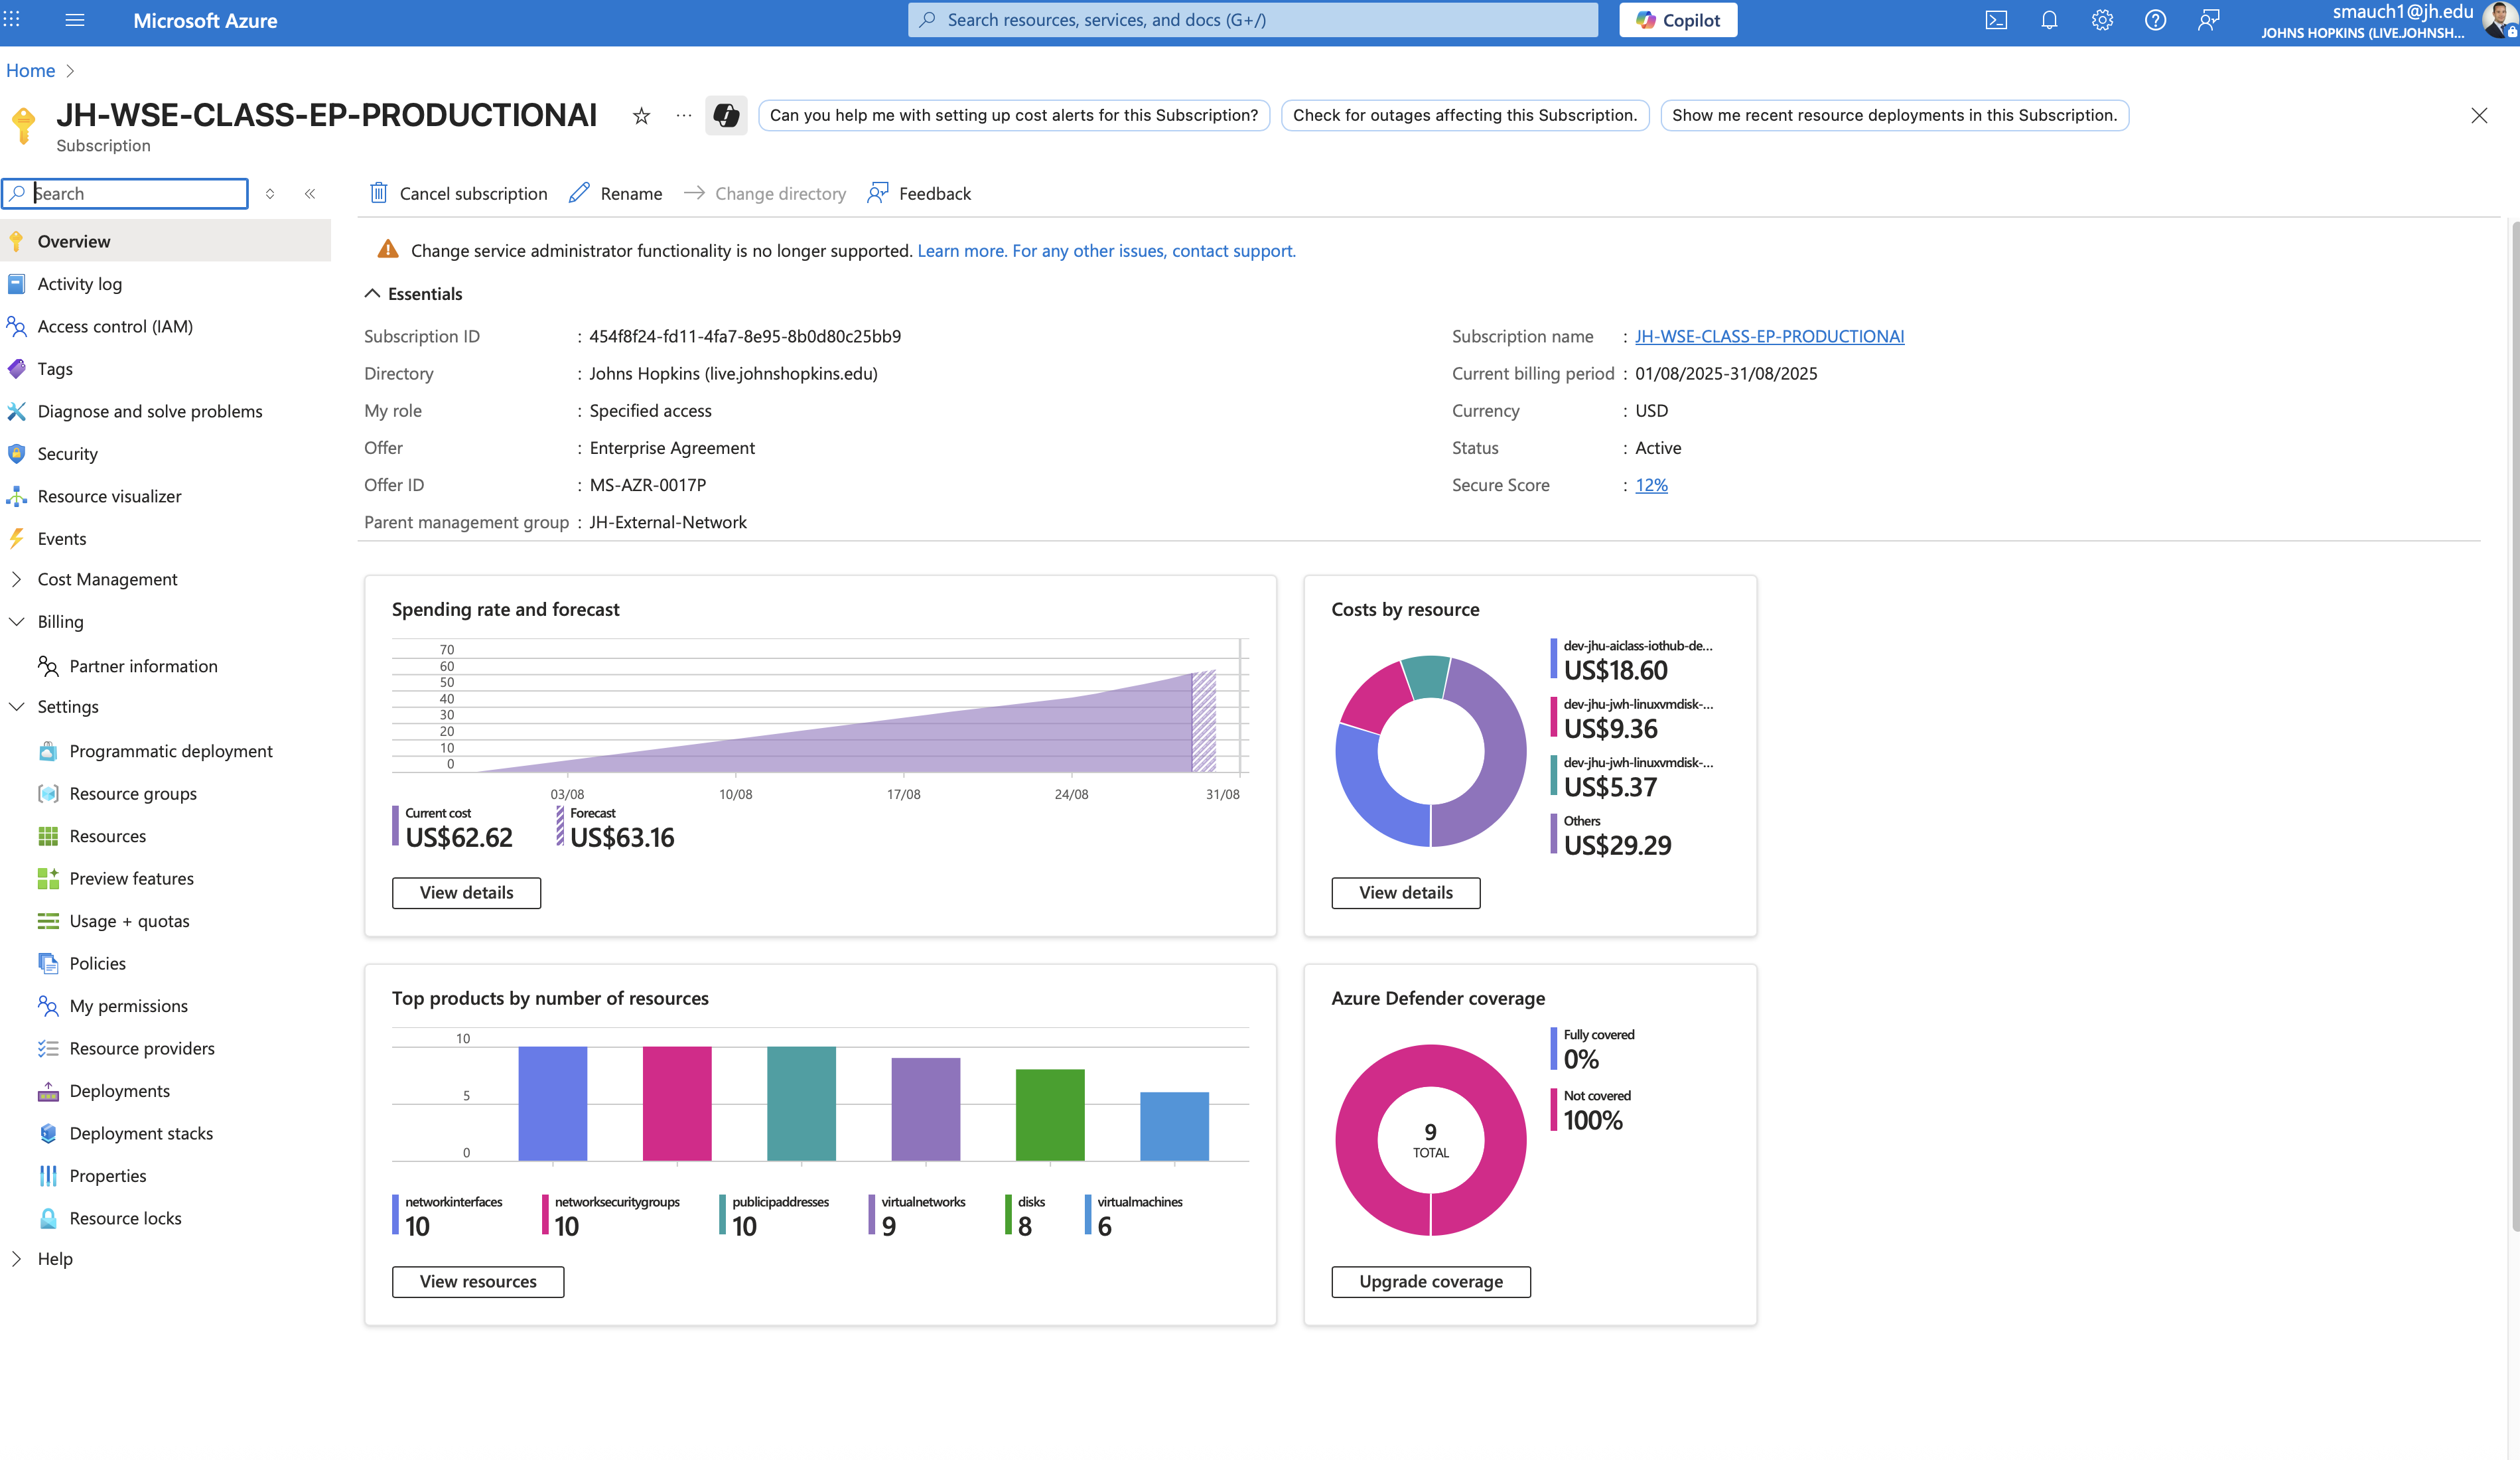 Microsoft Azure
Search resources, services, and docs (G+/)
Copilot
smauch1@jh.edu
JOHNS HOPKINS (LIVE.JOHNSH...
Home
JH-WSE-CLASS-EP-PRODUCTIONAI
Subscription
Can you help me with setting up cost alerts for this Subscription?
Check for outages affecting this Subscription.
Show me recent resource deployments in this Subscription.
Search
Overview
Activity log
Access control (IAM)
Tags
Diagnose and solve problems
Security
Resource visualizer
Events
Cost Management
Billing
Partner information
Settings
Programmatic deployment
Resource groups
Resources
Preview features
Usage + quotas
Policies
My permissions
Resource providers
Deployments
Deployment stacks
Properties
Resource locks
Help
Cancel subscription
Rename
Change directory
Feedback
Change service administrator functionality is no longer supported. Learn more. For any other issues, contact support.
Essentials
Subscription ID : 454f8f24-fd11-4fa7-8e95-8b0d80c25bb9
Directory : Johns Hopkins (live.johnshopkins.edu)
My role : Specified access
Offer : Enterprise Agreement
Offer ID : MS-AZR-0017P
Parent management group : JH-External-Network
Subscription name : JH-WSE-CLASS-EP-PRODUCTIONAI
Current billing period : 01/08/2025-31/08/2025
Currency : USD
Status : Active
Secure Score : 12%
Spending rate and forecast
70
60
50
40
30
20
10
0
03/08 10/08 17/08 24/08 31/08
Current cost
US$62.62
Forecast
US$63.16
View details
Costs by resource
dev-jhu-aiclass-iothub-de...
US$18.60
dev-jhu-jwh-linuxvmdisk-...
US$9.36
dev-jhu-jwh-linuxvmdisk-...
US$5.37
Others
US$29.29
View details
Top products by number of resources
10
5
0
networkinterfaces
10
networksecuritygroups
10
publicipaddresses
10
virtualnetworks
9
disks
8
virtualmachines
6
View resources
Azure Defender coverage
9
TOTAL
Fully covered
0%
Not covered
100%
Upgrade coverage